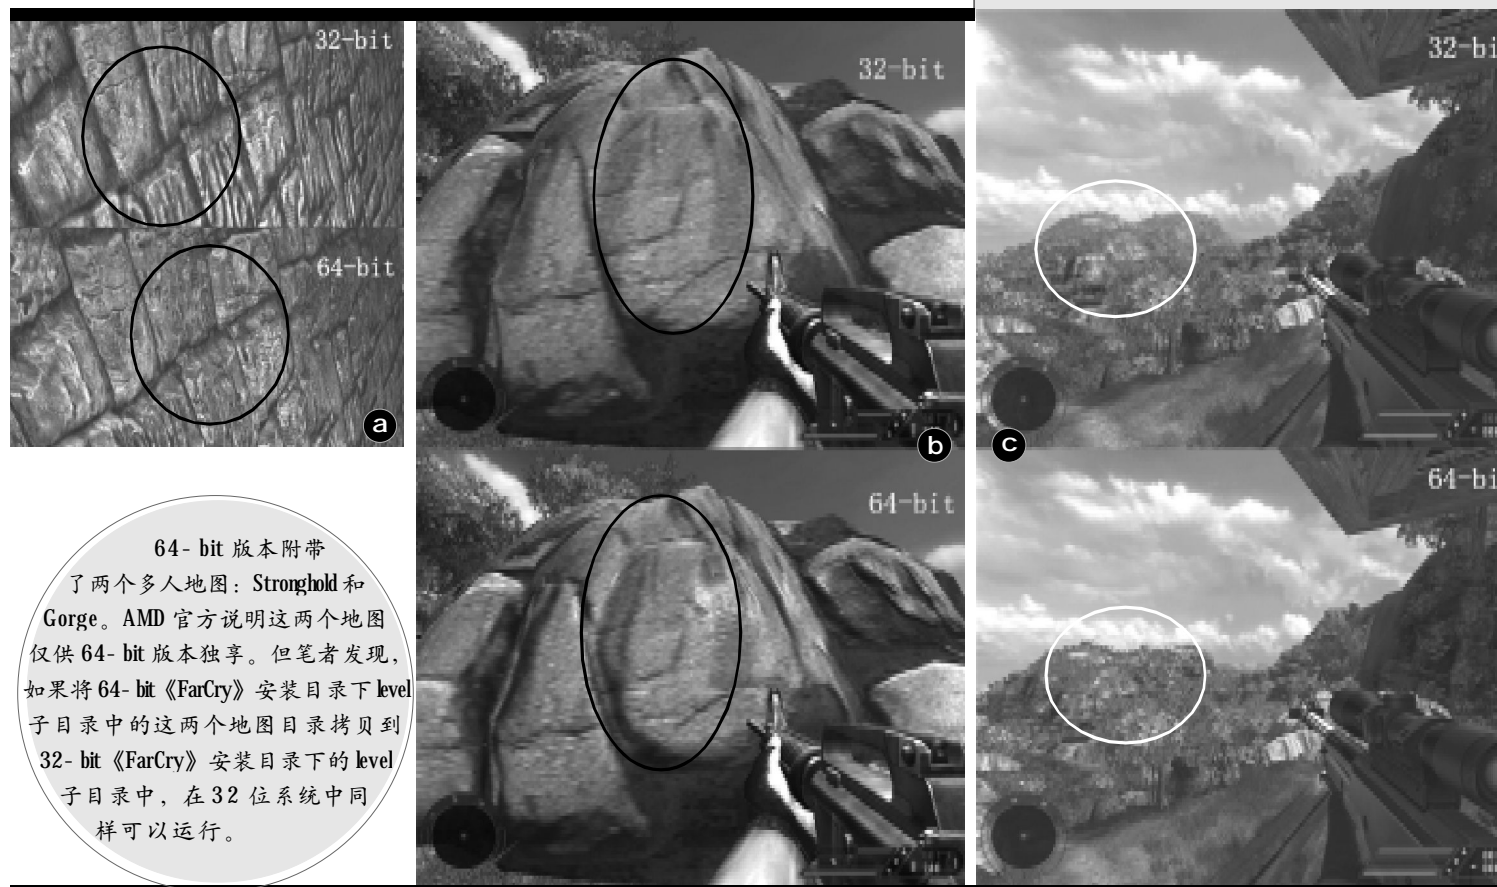 32-bit
64-bit
a
32-bit
b
64-bit
32-bi
c
64-bi
64-bit 版本附带
了两个多人地图：Stronghold 和
Gorge。AMD 官方说明这两个地图
仅供 64-bit 版本独享。但笔者发现，
如果将 64-bit《FarCry》安装目录下 level
子目录中的这两个地图目录拷贝到
32-bit《FarCry》安装目录下的 level
子目录中，在 32 位系统中同
样可以运行。